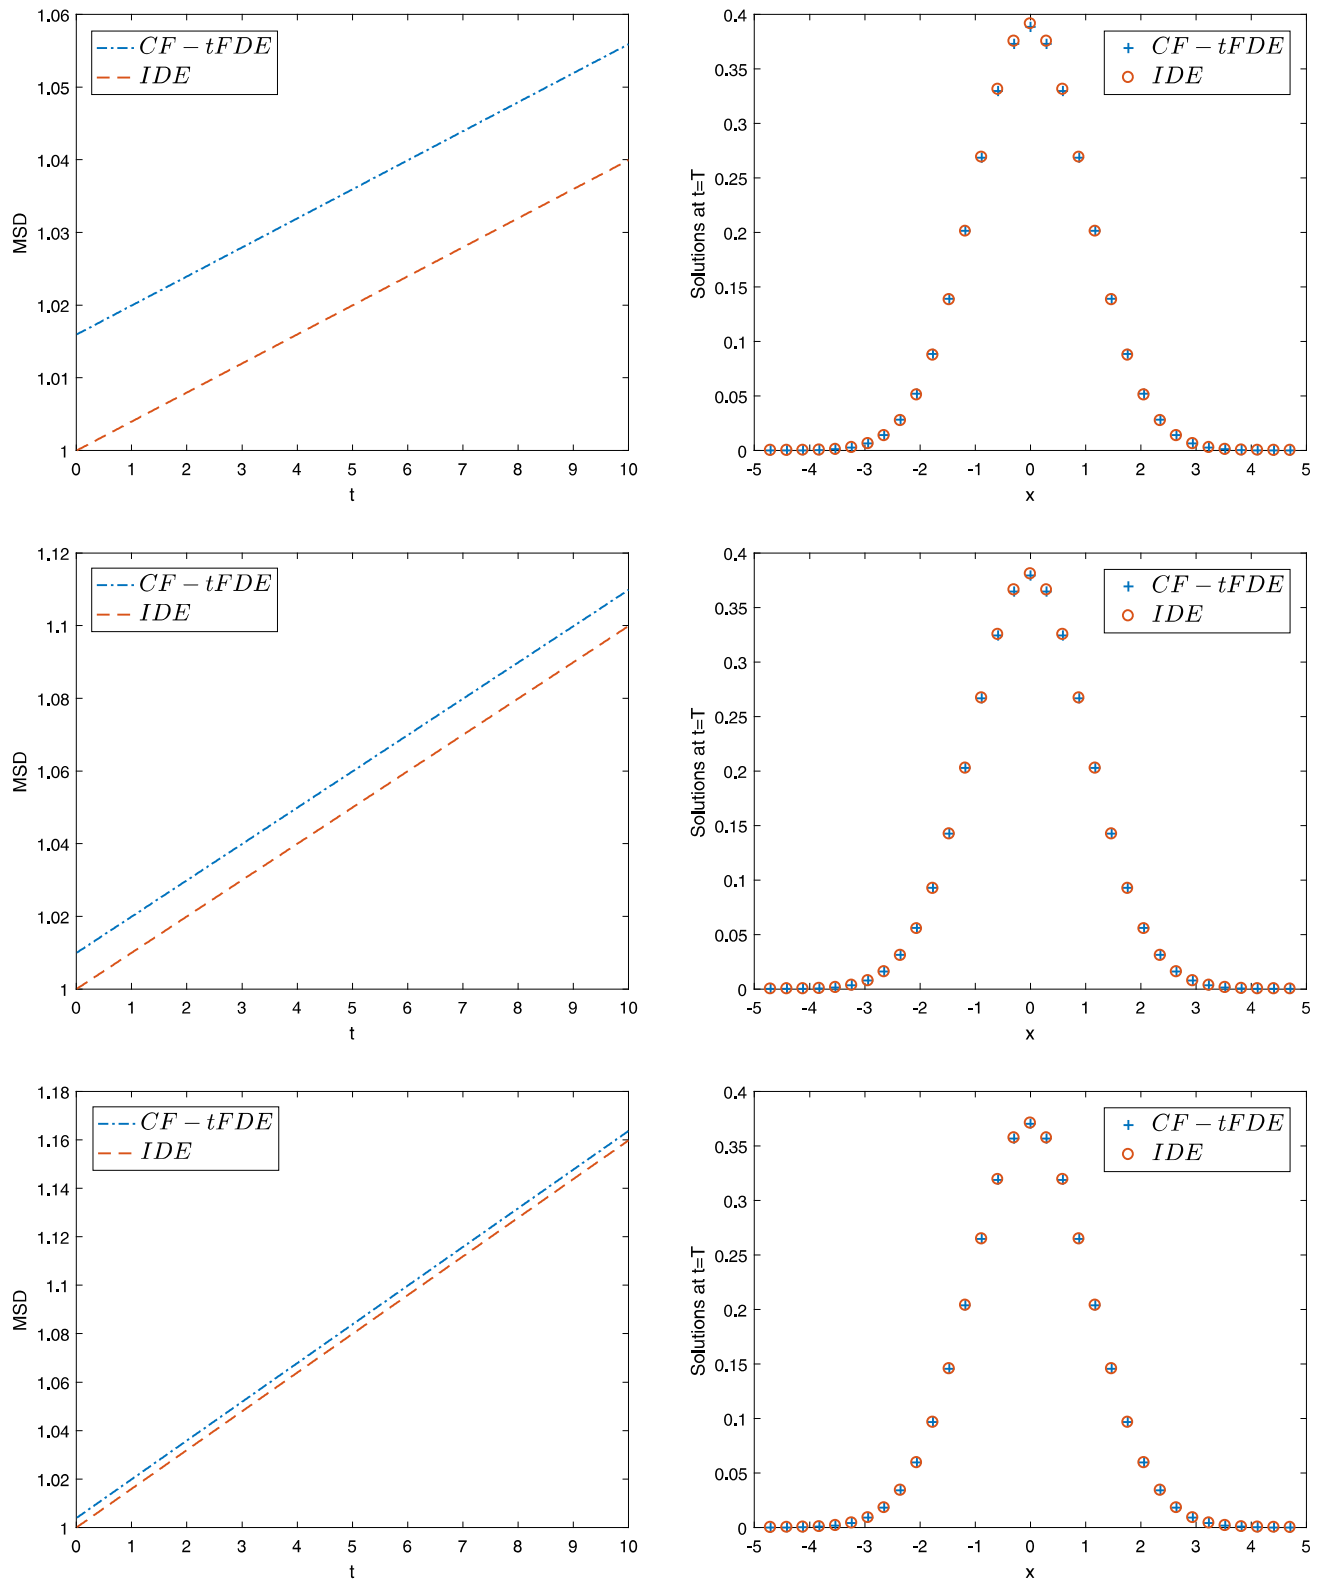 1.06
1.05
1.04
1.03
1.02
1.01
1
0 1 2 3 4 5 6 7 8 9 10
t
MSD
CF − tFDE
IDE
0.4
0.35
0.3
0.25
0.2
0.15
0.1
0.05
0
-5 -4 -3 -2 -1 0 1 2 3 4 5
x
Solutions at t=T
CF − tFDE
IDE
1.12
1.1
1.08
1.06
1.04
1.02
1
0 1 2 3 4 5 6 7 8 9 10
t
MSD
CF − tFDE
IDE
0.4
0.35
0.3
0.25
0.2
0.15
0.1
0.05
0
-5 -4 -3 -2 -1 0 1 2 3 4 5
x
Solutions at t=T
CF − tFDE
IDE
1.18
1.16
1.14
1.12
1.1
1.08
1.06
1.04
1.02
1
0 1 2 3 4 5 6 7 8 9 10
t
MSD
CF − tFDE
IDE
0.4
0.35
0.3
0.25
0.2
0.15
0.1
0.05
0
-5 -4 -3 -2 -1 0 1 2 3 4 5
x
Solutions at t=T
CF − tFDE
IDE